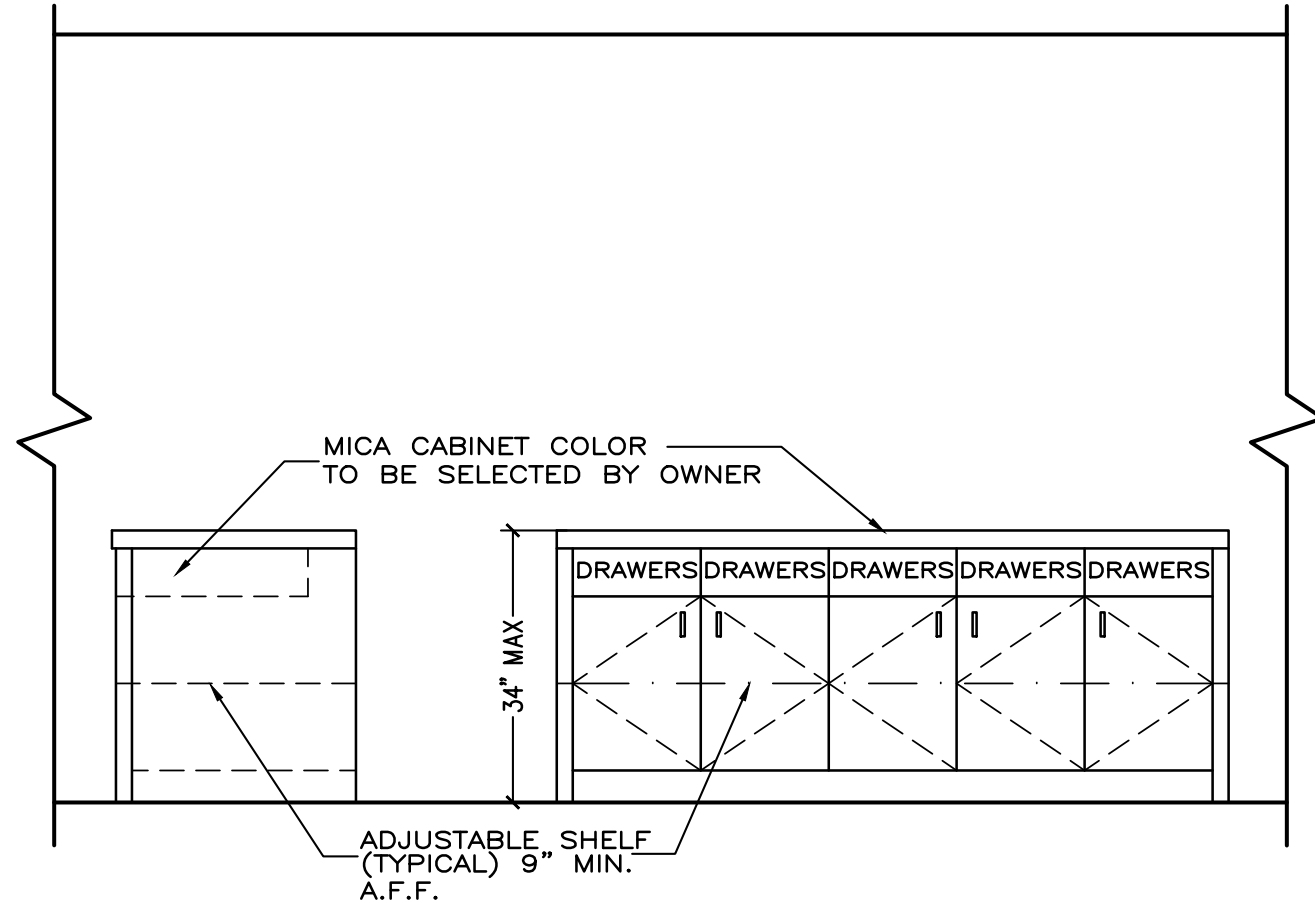 MICA CABINET COLOR
TO BE SELECTED BY OWNER
DRAWERS DRAWERS DRAWERS DRAWERS DRAWERS
34" MAX
ADJUSTABLE SHELF
(TYPICAL) 9" MIN.
A.F.F.